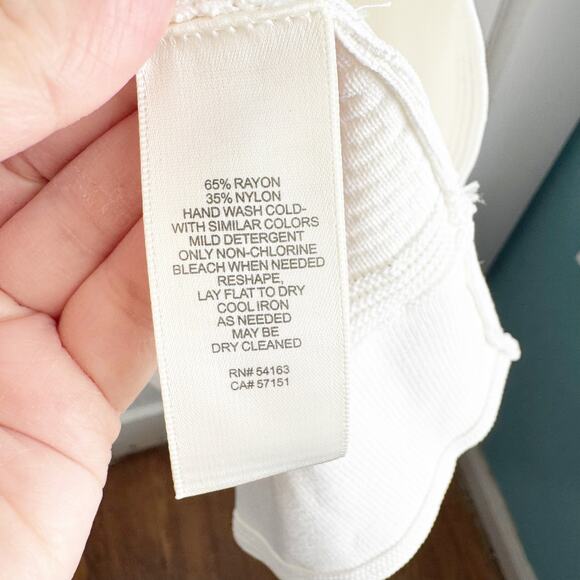 65% RAYON
35% NYLON
HAND WASH COLD-
WITH SIMILAR COLORS
MILD DETERGENT
ONLY NON-CHLORINE
BLEACH WHEN NEEDED
RESHAPE,
LAY FLAT TO DRY
COOL IRON
AS NEEDED
MAY BE
DRY CLEANED
RN# 54163
CA# 57151